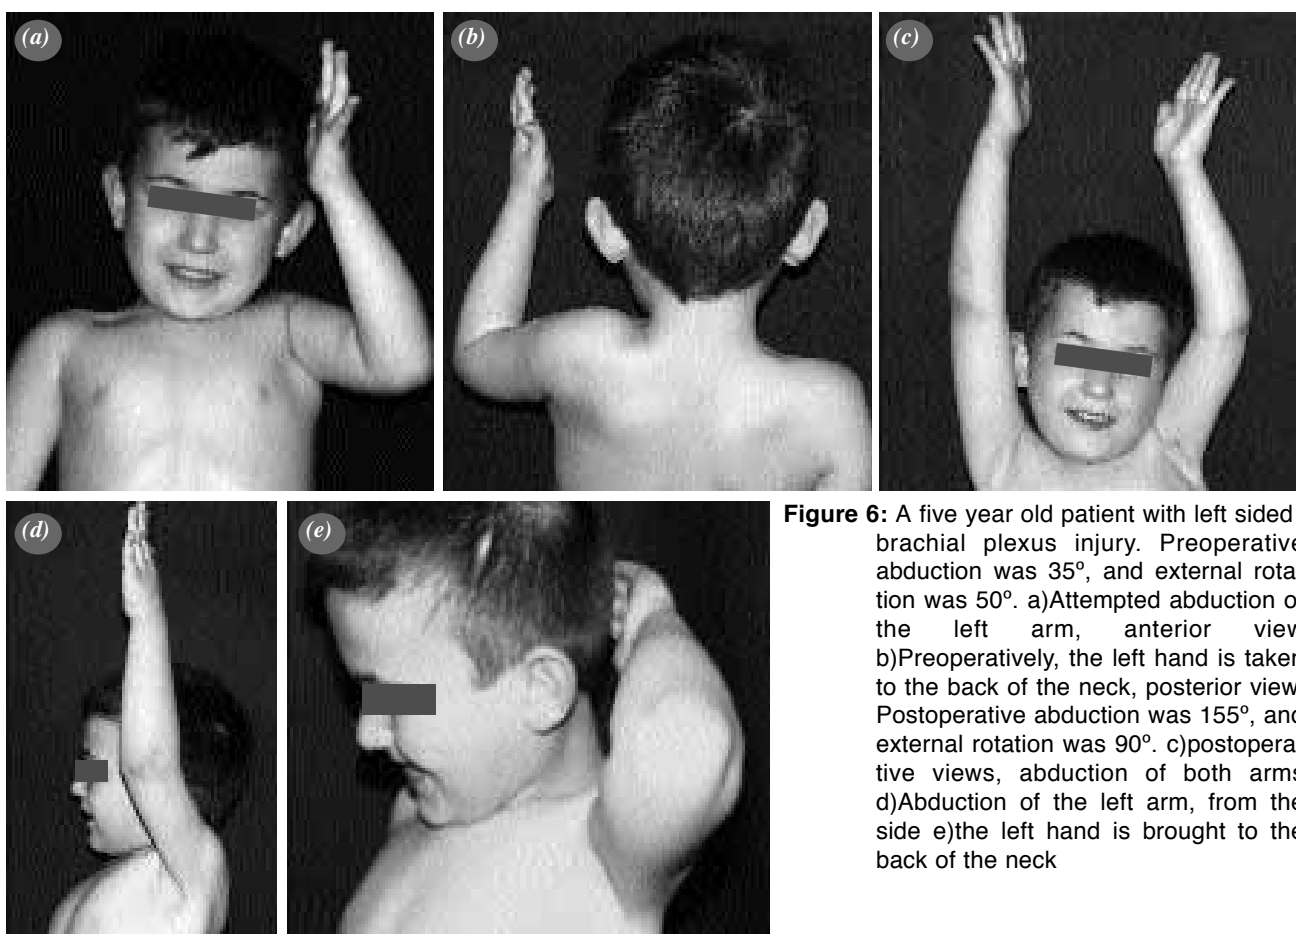 (a)
(b)
(c)
(d)
(e)
Figure 6: A five year old patient with left sided
brachial plexus injury. Preoperative
abduction was 35º, and external rota
tion was 50º. a)Attempted abduction o
the left arm, anterior view
b)Preoperatively, the left hand is taken
to the back of the neck, posterior view
Postoperative abduction was 155º, and
external rotation was 90º. c)postopera
tive views, abduction of both arms
d)Abduction of the left arm, from the
side e)the left hand is brought to the
back of the neck